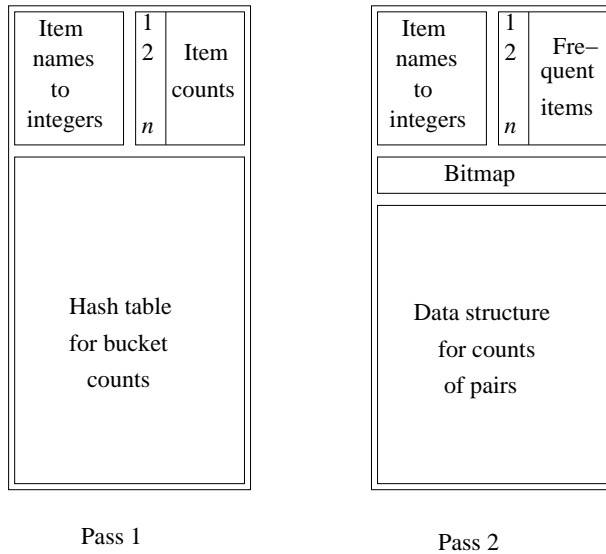 Item
names
to
integers
1
2
n
Item
counts
Hash table
for bucket
counts
Pass 1
Item
names
to
integers
1
2
n
Fre–
quent
items
Bitmap
Data structure
for counts
of pairs
Pass 2